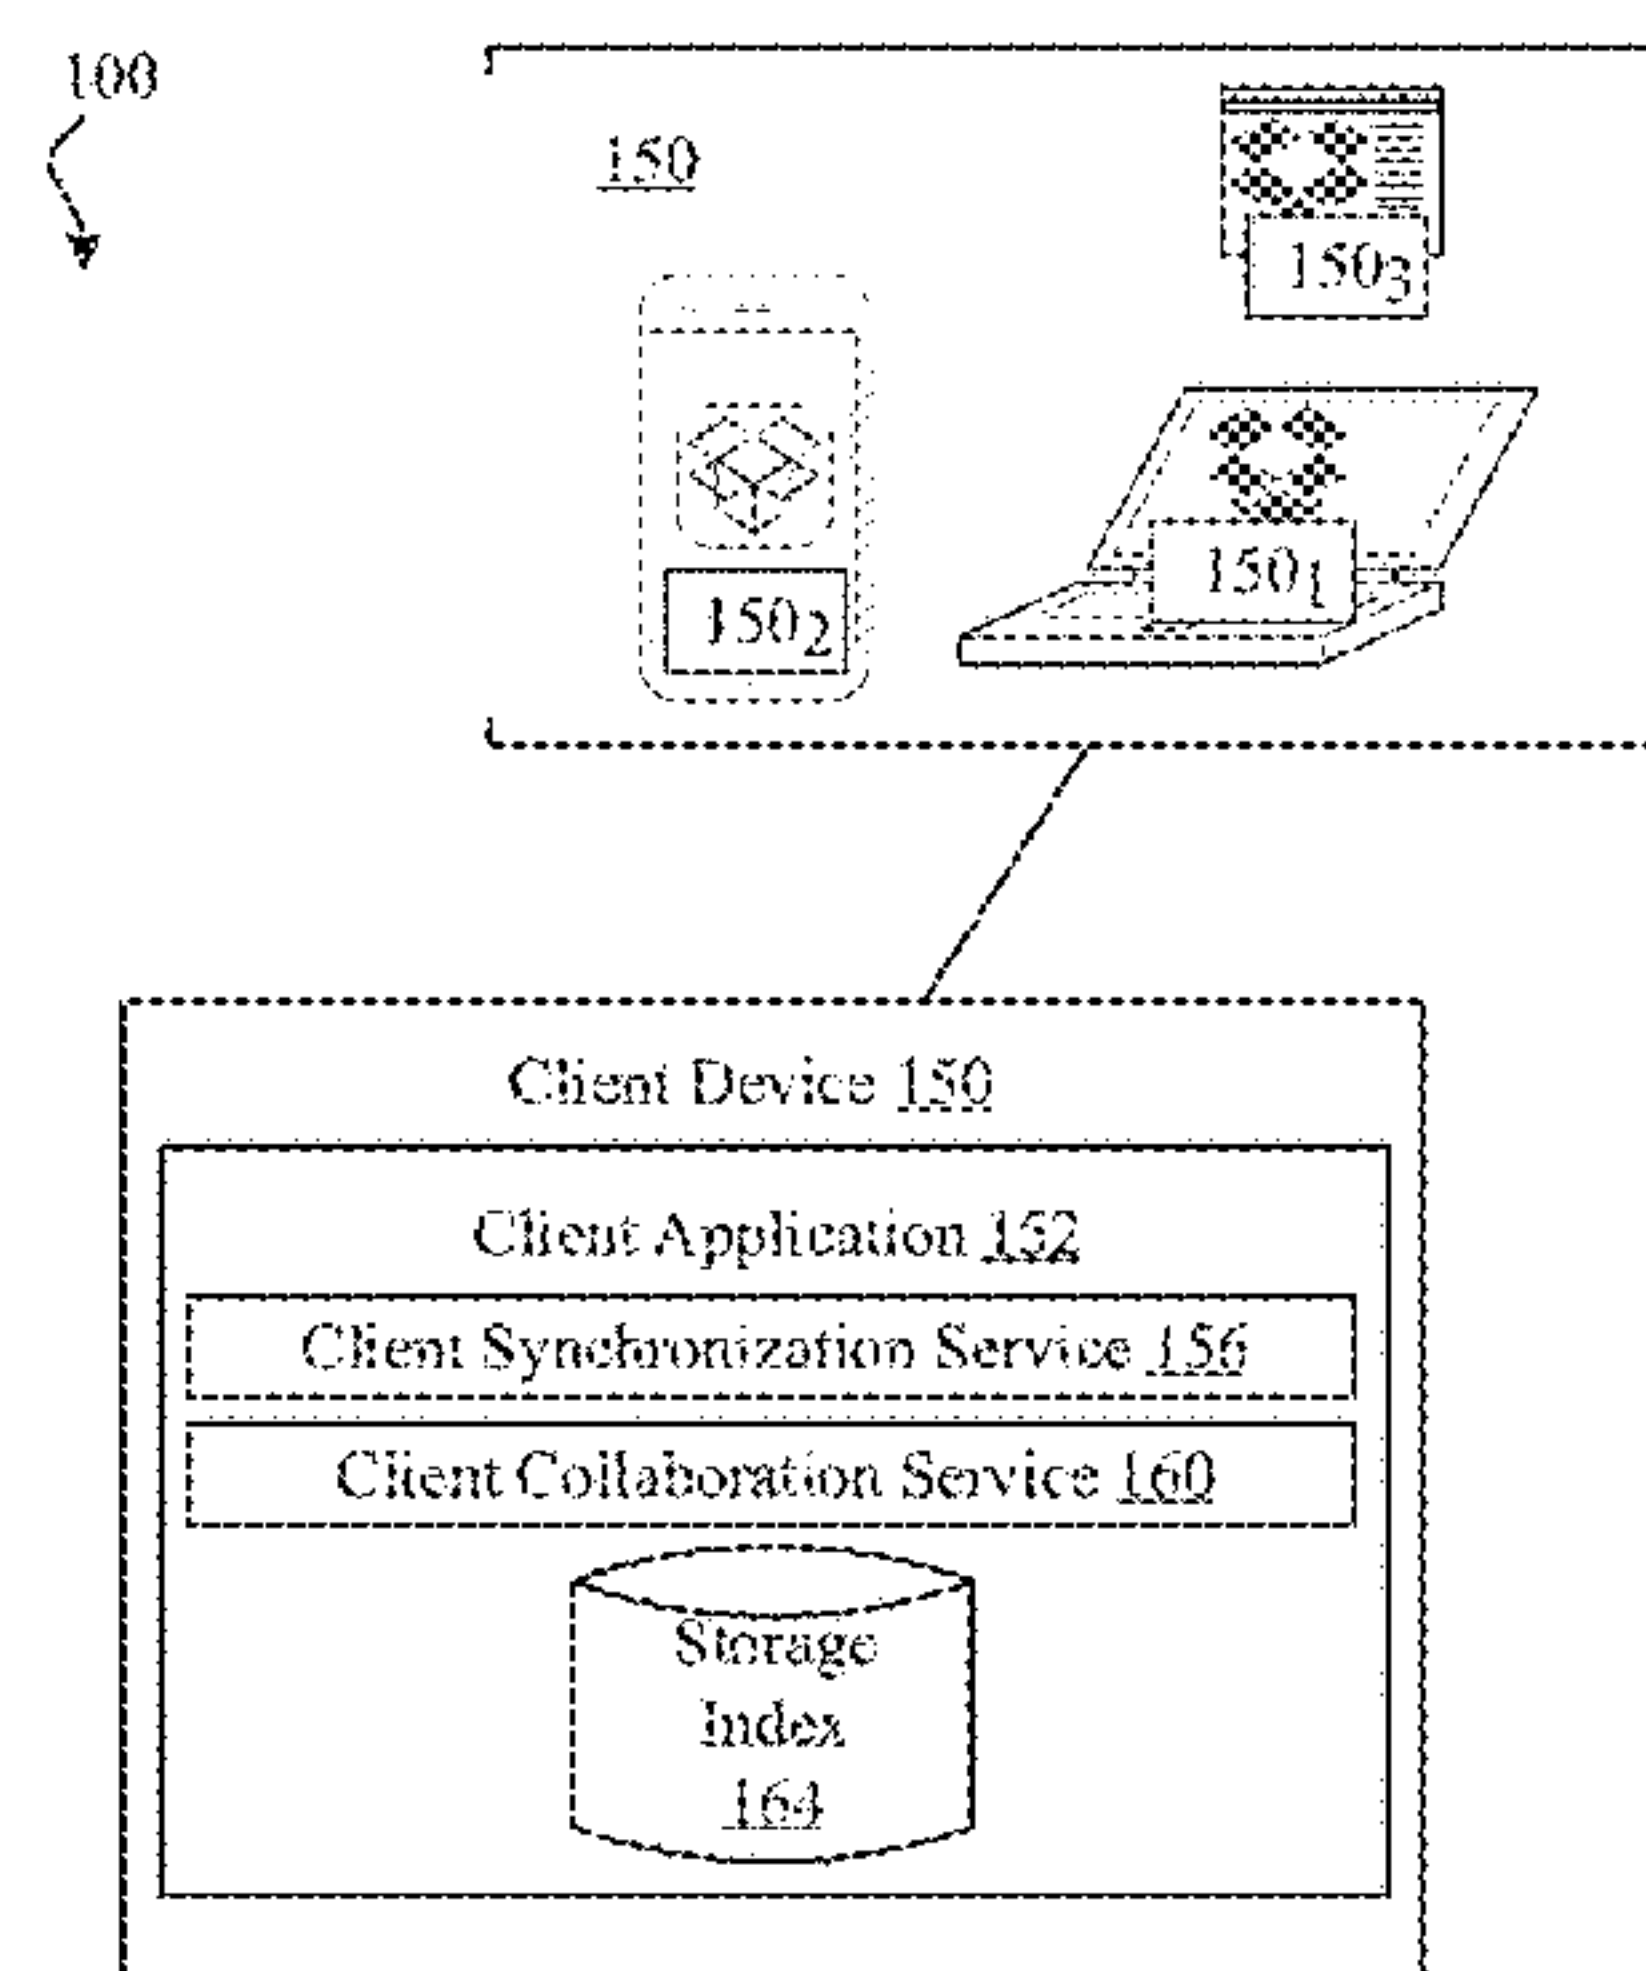 100
150
150₃
150₂
150₁
Client Device 150
Client Application 152
Client Synchronization Service 156
Client Collaboration Service 160
Storage
Index
164